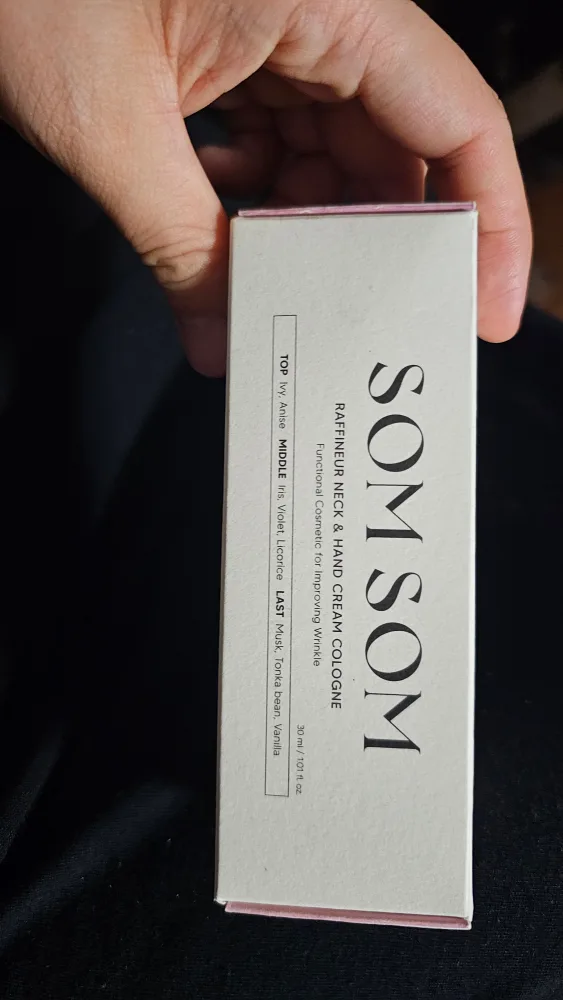 SOM SOM
RAFFINEUR NECK & HAND CREAM COLOGNE
Functional Cosmetic for Improving Wrinkle
30 ml / 1.01 fl. oz.
TOP Ivy, Anise MIDDLE Iris, Violet, Licorice LAST Musk, Tonka bean, Vanilla